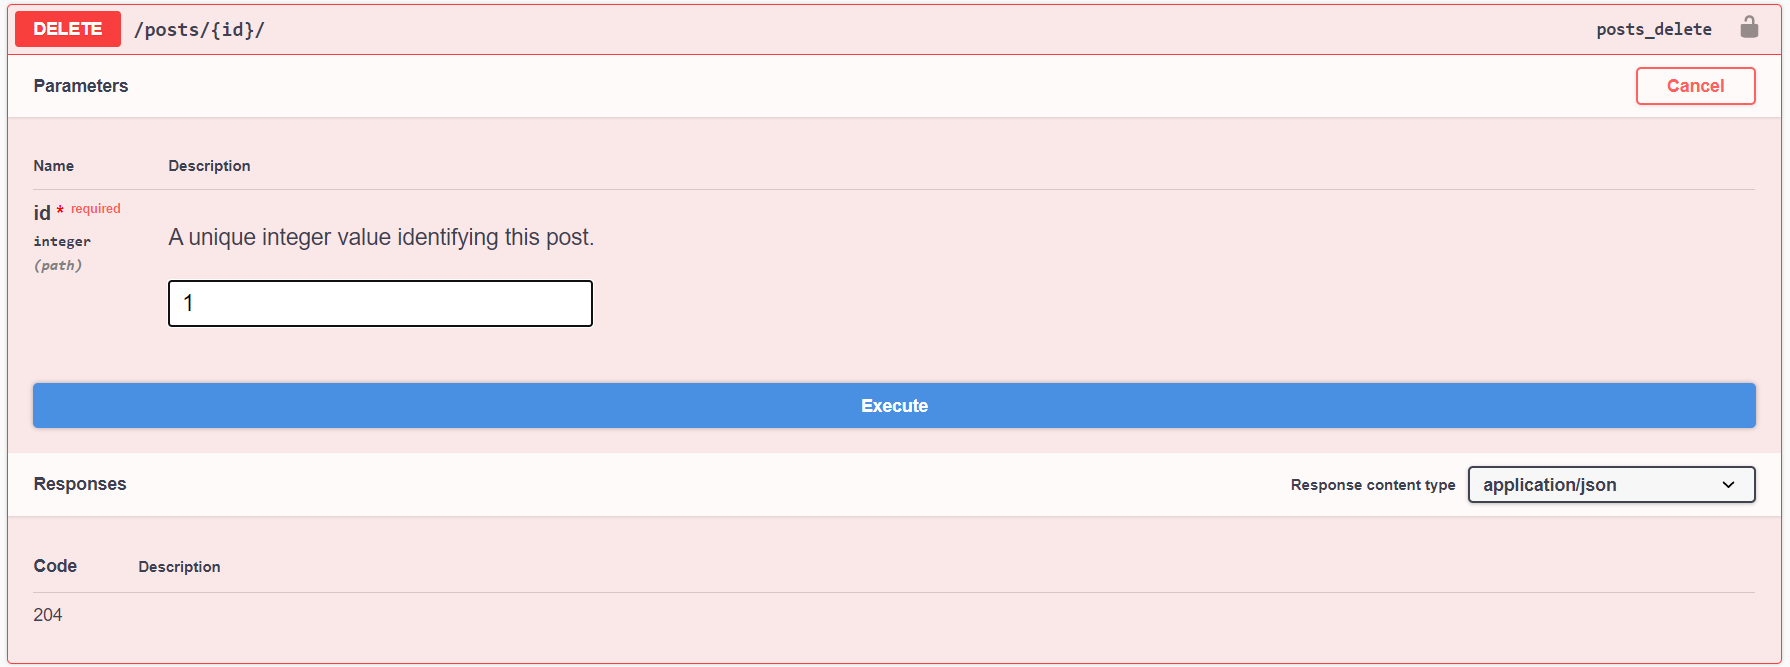 DELETE /posts/{id}/ posts_delete
Parameters Cancel
Name Description
id * required
integer
(path)
A unique integer value identifying this post.
1
Execute
Responses Response content type application/json
Code Description
204